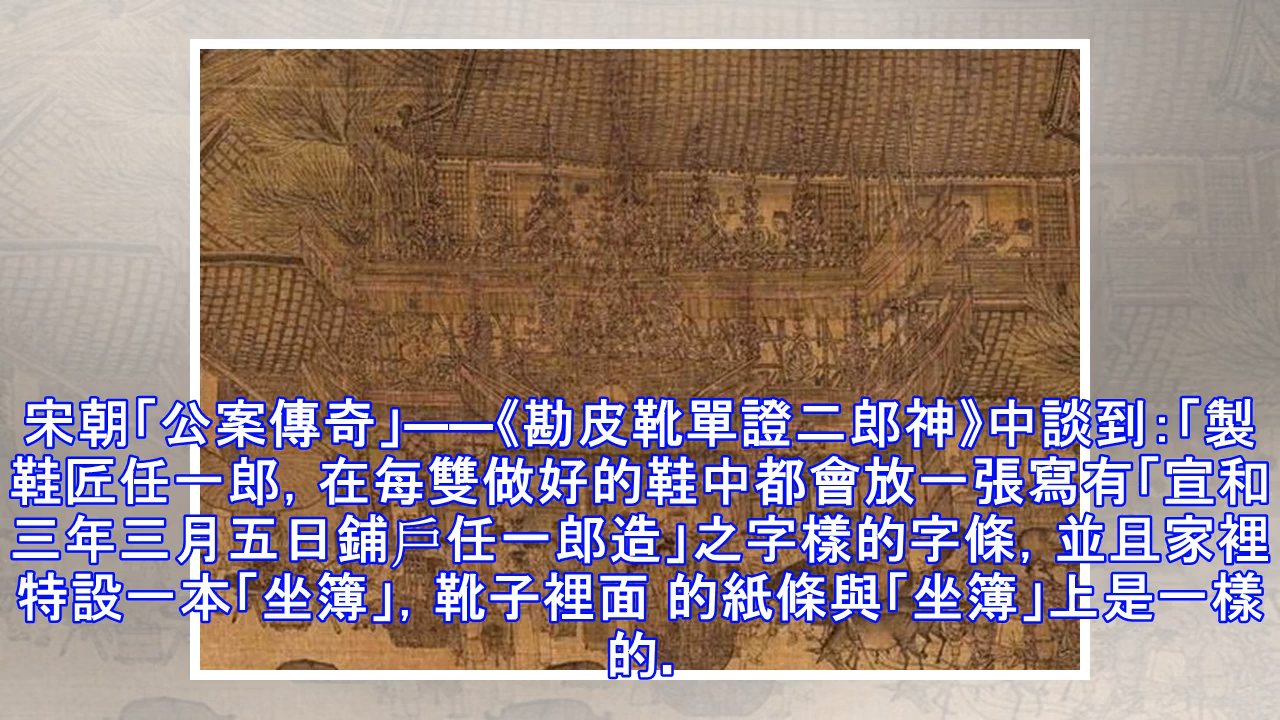 宋朝「公案傳奇」——《勘皮靴單證二郎神》中談到:「製
鞋匠任一郎, 在每雙做好的鞋中都會放一張寫有「宣和
三年三月五日鋪戶任一郎造」之字樣的字條, 並且家裡
特設一本「坐簿」, 靴子裡面 的紙條與「坐簿」上是一樣
的.